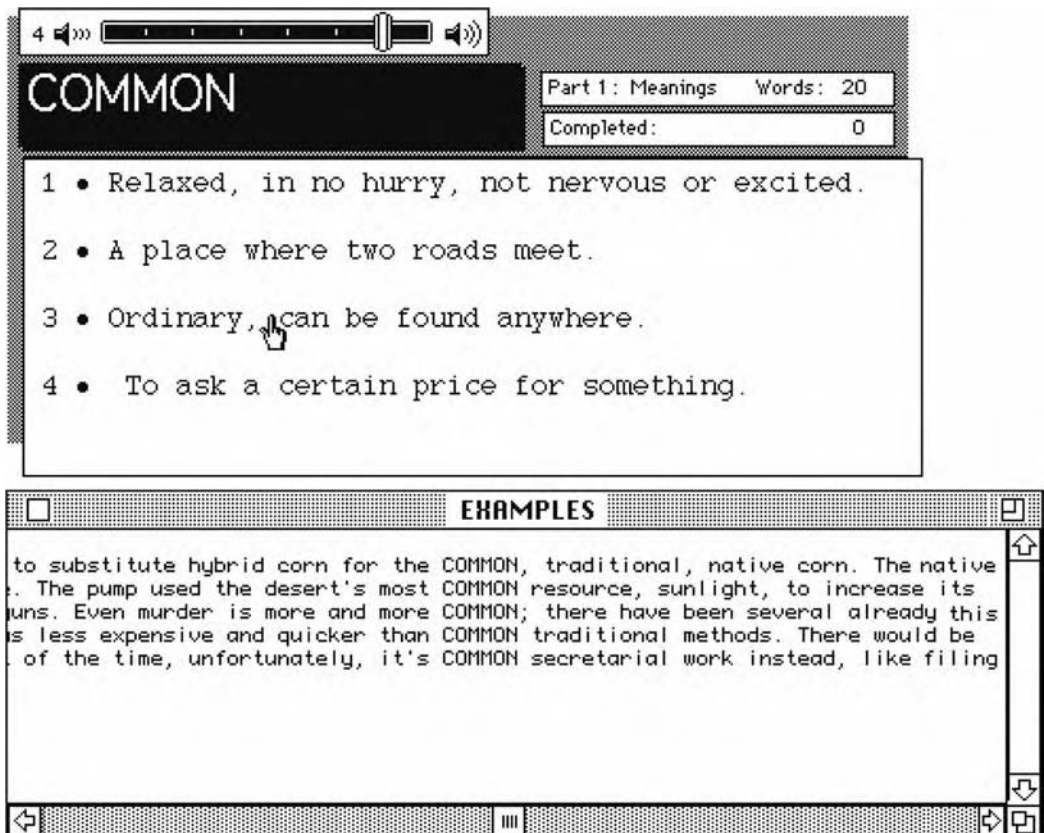 4
COMMON
Part 1: Meanings Words: 20
Completed: 0
1 • Relaxed, in no hurry, not nervous or excited.
2 • A place where two roads meet.
3 • Ordinary, can be found anywhere.
4 • To ask a certain price for something.
EXAMPLES
to substitute hybrid corn for the COMMON, traditional, native corn. The native
. The pump used the desert's most COMMON resource, sunlight, to increase its
uns. Even murder is more and more COMMON; there have been several already this
s less expensive and quicker than COMMON traditional methods. There would be
of the time, unfortunately, it's COMMON secretarial work instead, like filing